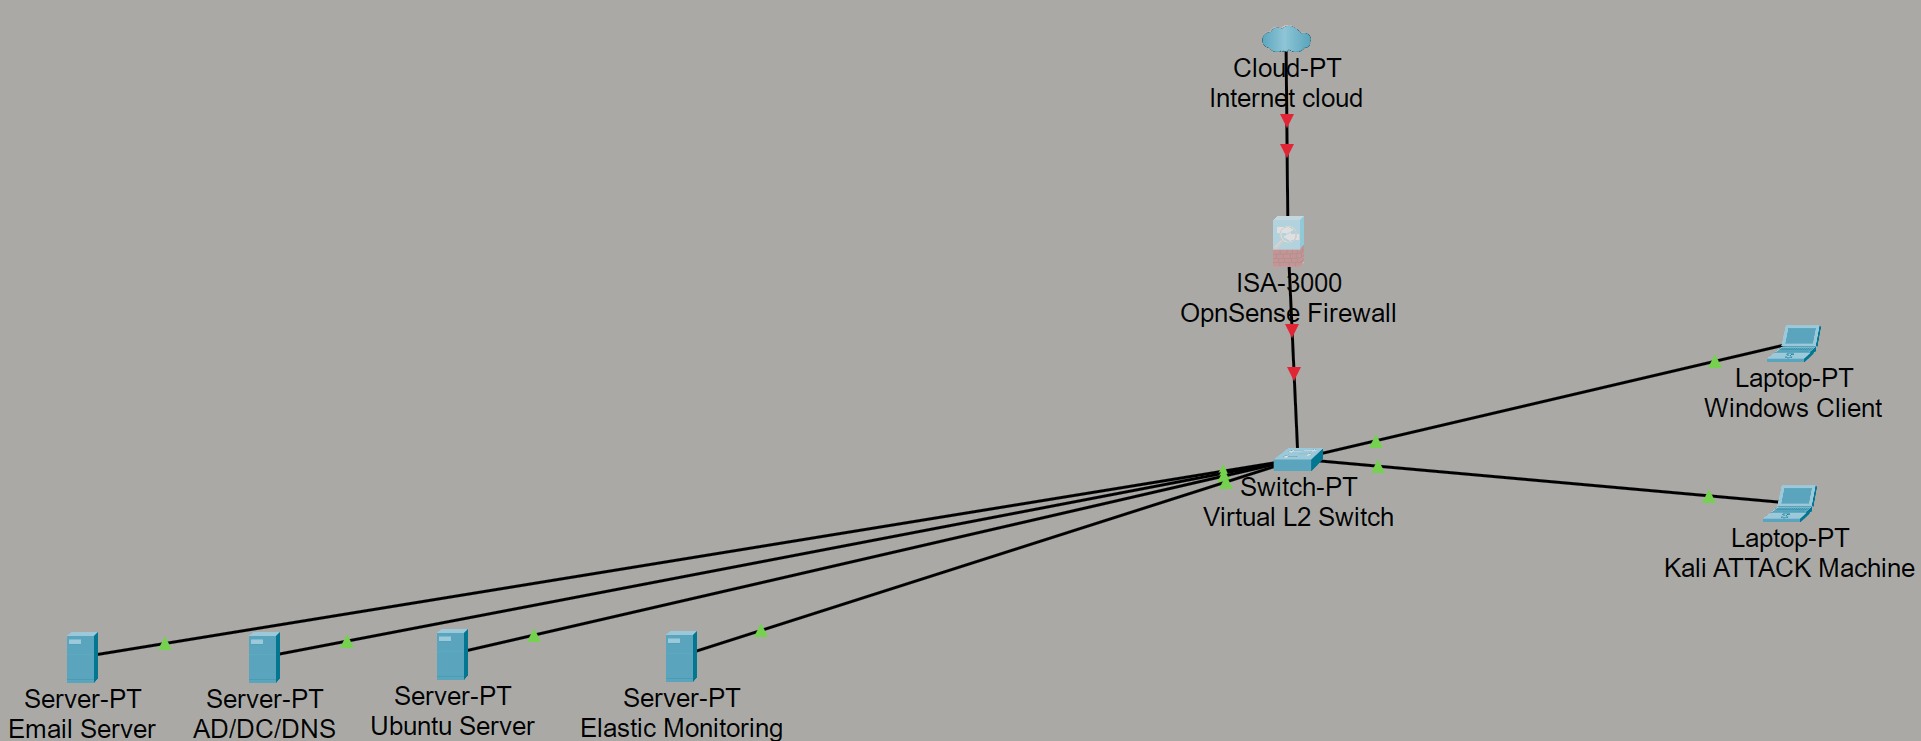 Cloud-PT
Internet cloud
ISA-3000
OpnSense Firewall
Laptop-PT
Windows Client
Switch-PT
Virtual L2 Switch
Laptop-PT
Kali ATTACK Machine
Server-PT
Email Server
Server-PT
AD/DC/DNS
Server-PT
Ubuntu Server
Server-PT
Elastic Monitoring